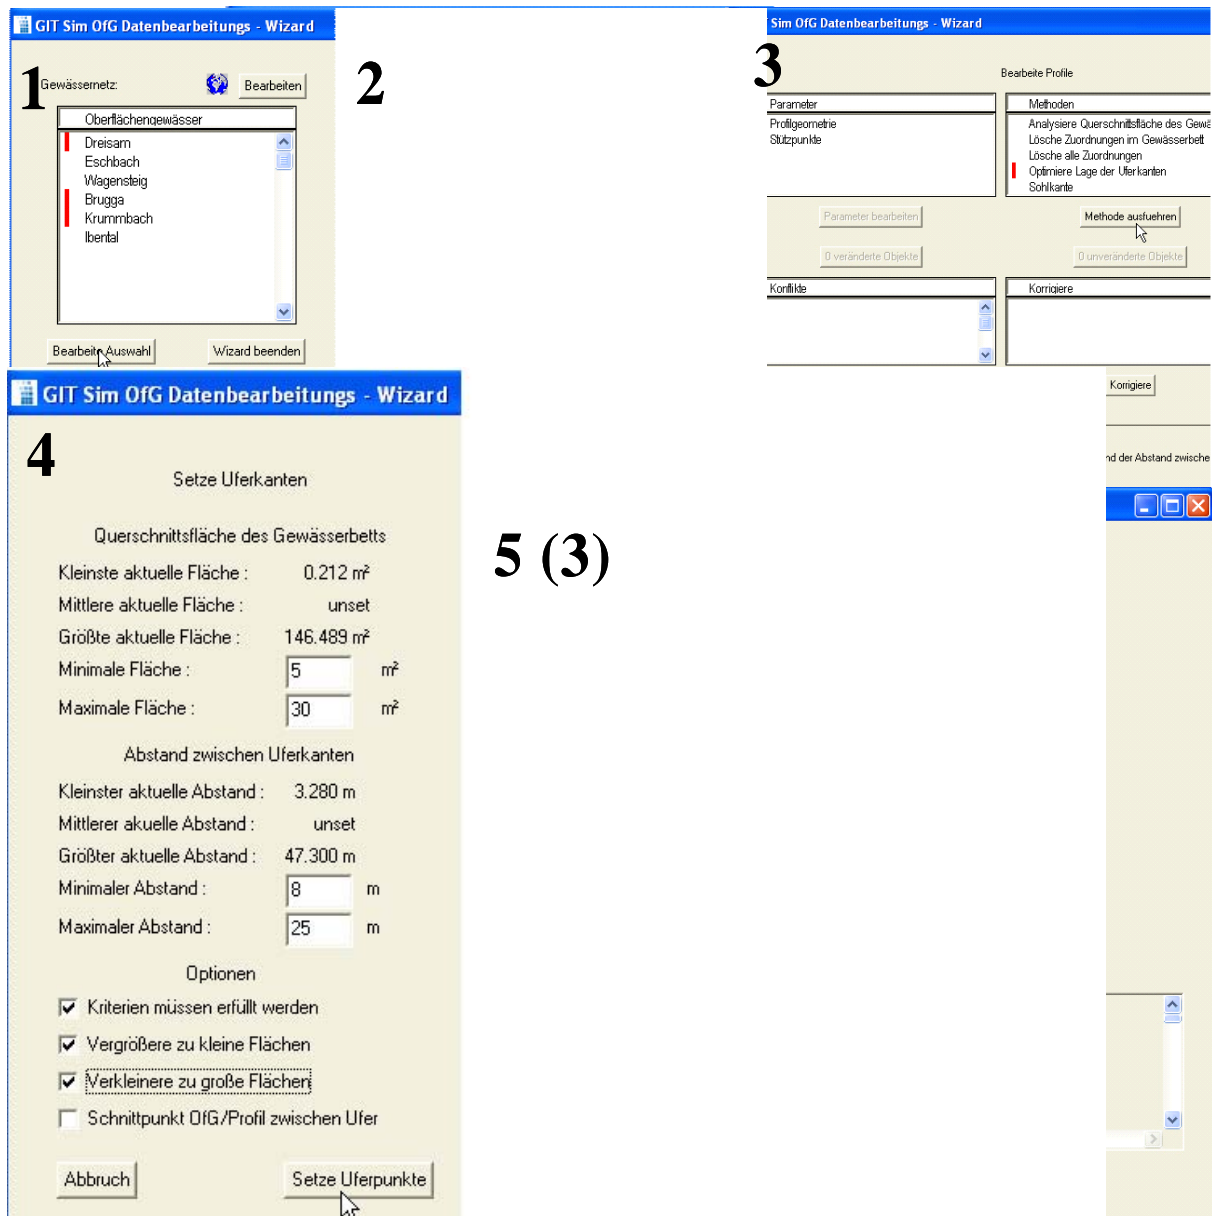 GIT Sim OfG Datenbearbeitungs - Wizard
1
Gewässernetz:
Bearbeiten
Oberflächengewässer
Dreisam
Eschbach
Wagensteig
Brugga
Krummbach
Ibental
Bearbeite Auswahl
Wizard beenden
2
Sim OfG Datenbearbeitungs - Wizard
3
Bearbeite Profile
Parameter
Profilgeometrie
Stützpunkte
Methoden
Analysiere Querschnittsfläche des Gewä
Lösche Zuordnungen im Gewässerbett
Lösche alle Zuordnungen
Optimiere Lage der Uferkanten
Sohlkante
Parameter bearbeiten
Methode ausfuehren
0 veränderte Objekte
0 unveränderte Objekte
Konflikte
Korrigiere
Korrigiere
nd der Abstand zwische
GIT Sim OfG Datenbearbeitungs - Wizard
4
Setze Uferkanten
Querschnittsfläche des Gewässerbetts
Kleinste aktuelle Fläche : 0.212 m²
Mittlere aktuelle Fläche : unset
Größte aktuelle Fläche : 146.489 m²
Minimale Fläche : 5 m²
Maximale Fläche : 30 m²
Abstand zwischen Uferkanten
Kleinster aktuelle Abstand : 3.280 m
Mittlerer akuelle Abstand : unset
Größter aktuelle Abstand : 47.300 m
Minimaler Abstand : 8 m
Maximaler Abstand : 25 m
Optionen
Kriterien müssen erfüllt werden
Vergrößere zu kleine Flächen
Verkleinere zu große Flächen
Schnittpunkt OfG/Profil zwischen Ufer
Abbruch
Setze Uferpunkte
5 (3)